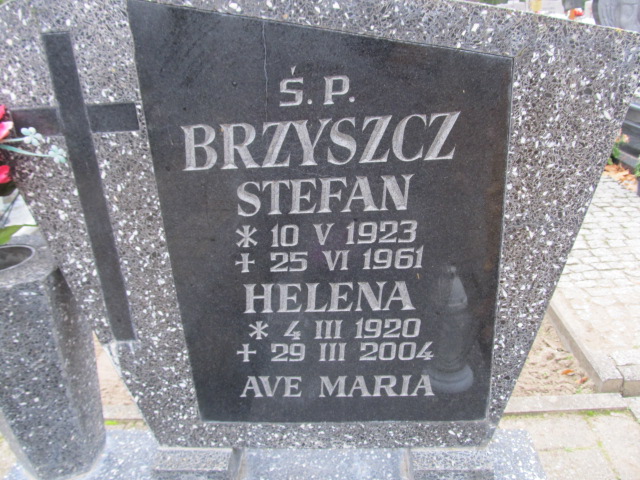 Ś.P.
BRZYSZCZ
STEFAN
* 10 V 1923
+ 25 VI 1961
HELENA
* 4 III 1920
+ 29 III 2004
AVE MARIA